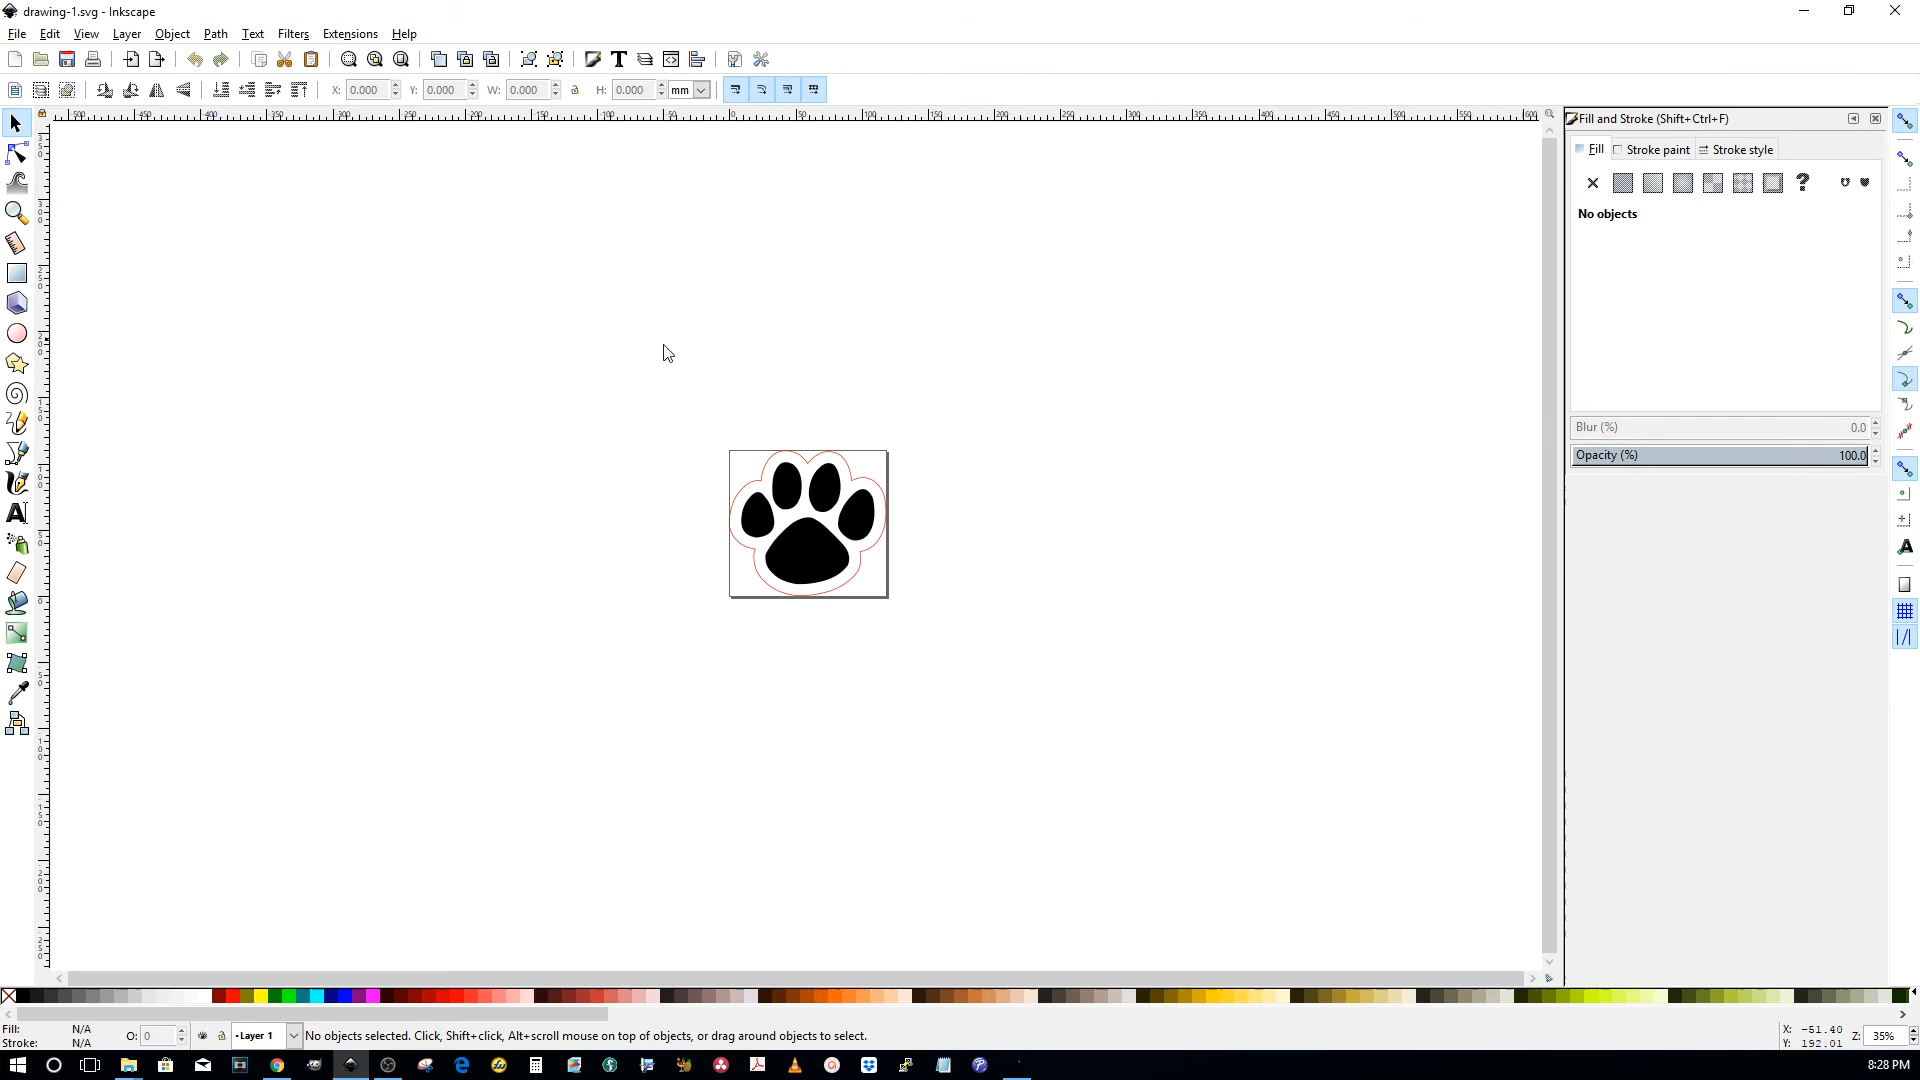 drawing-1.svg - Inkscape
File Edit View Layer Object Path Text Filters Extensions Help
X: 0.000 Y: 0.000 W: 0.000 H: 0.000 mm
Fill and Stroke (Shift+Ctrl+F)
Fill Stroke paint Stroke style
No objects
Blur (%) 0.0
Opacity (%) 100.0
Fill: N/A
Stroke: N/A
O: 0
Layer 1
No objects selected. Click, Shift+click, Alt+scroll mouse on top of objects, or drag around objects to select.
X: -51.40
Y: 192.01
Z: 35%
8:28 PM